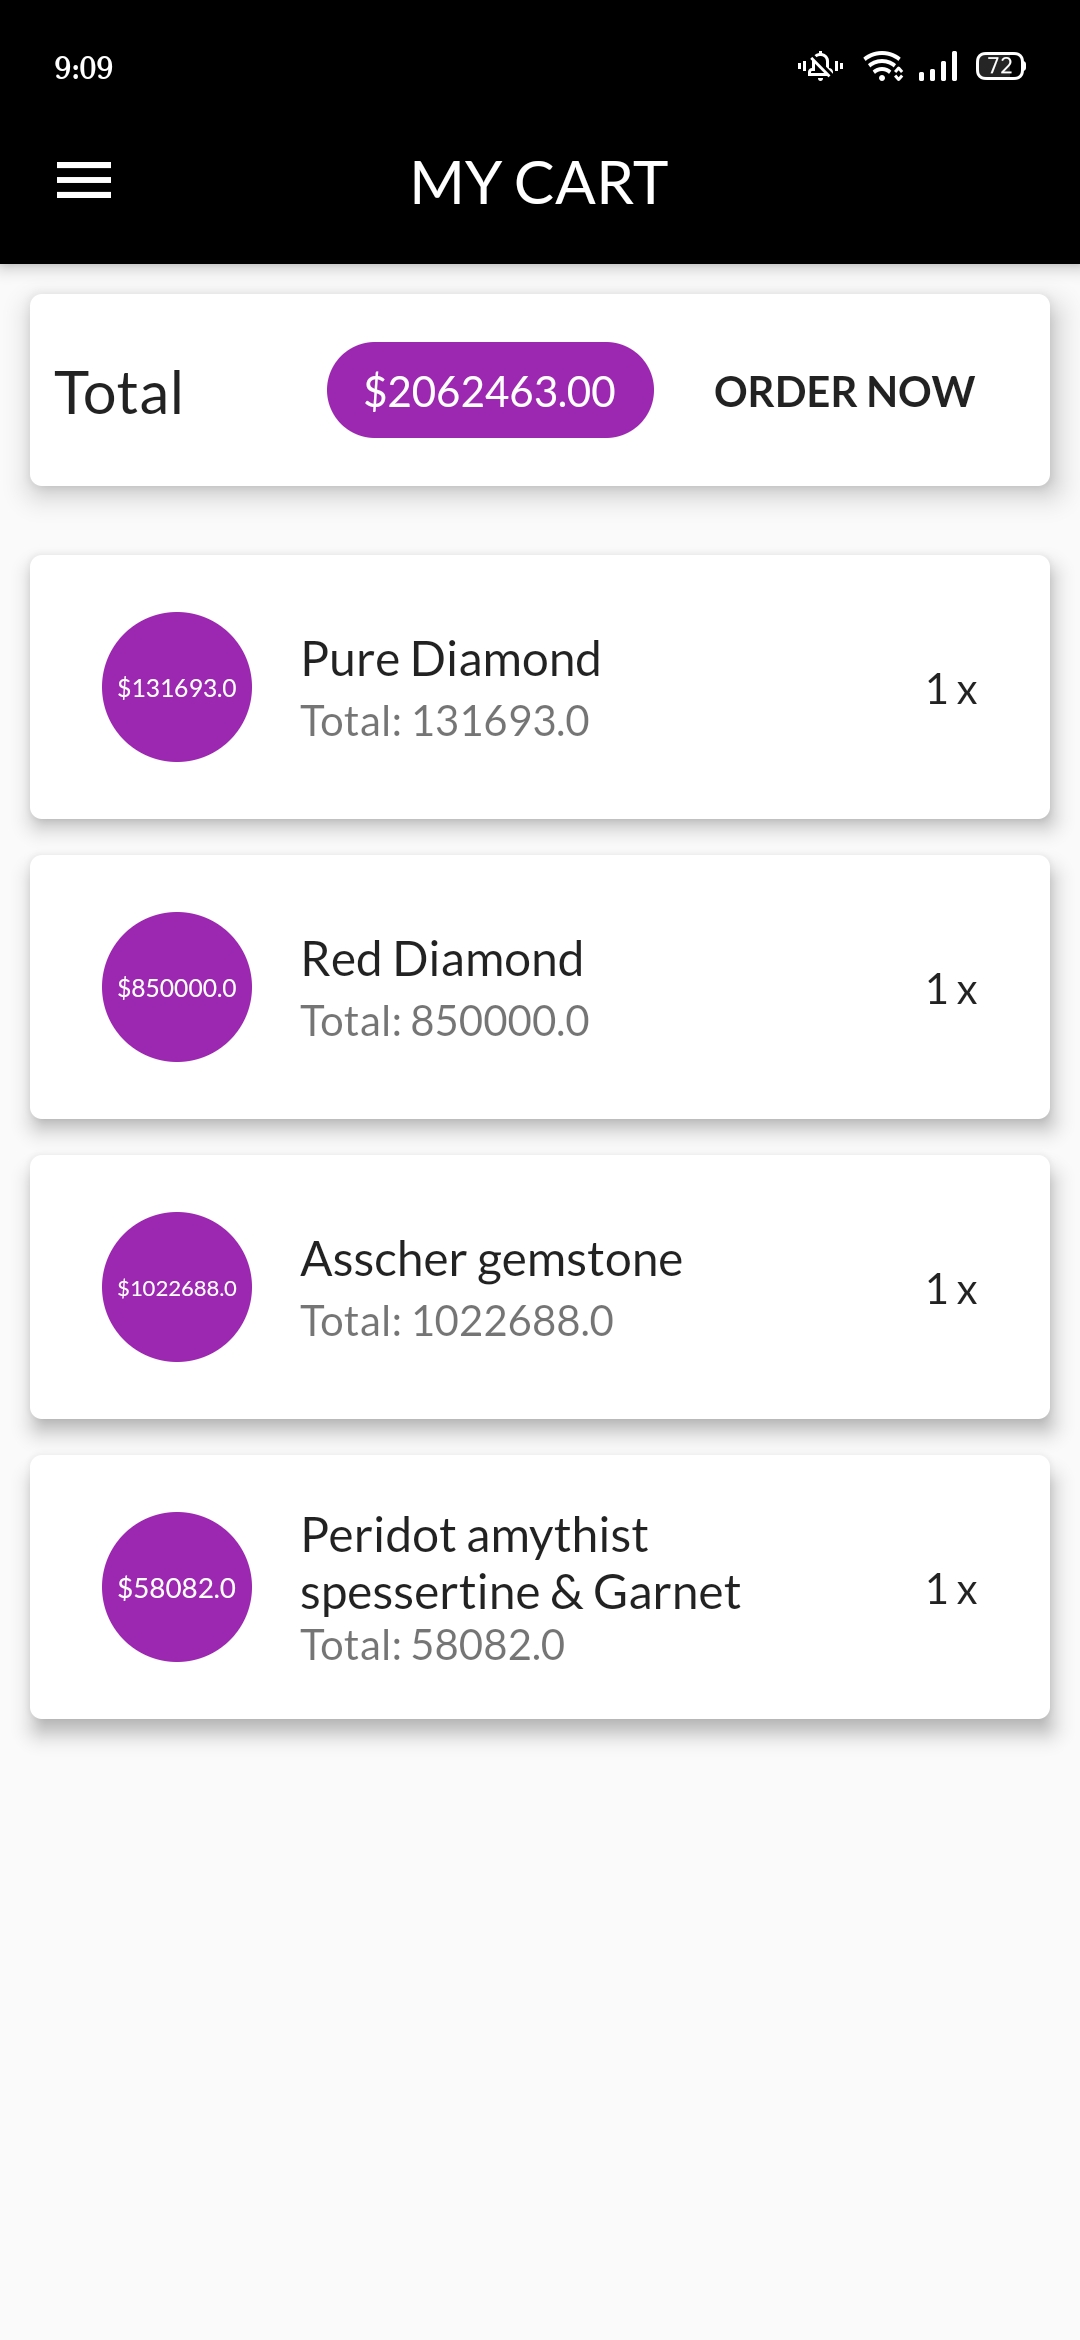 9:09
72
MY CART
Total
$2062463.00
ORDER NOW
$131693.0
Pure Diamond
Total: 131693.0
1 x
$850000.0
Red Diamond
Total: 850000.0
1 x
$1022688.0
Asscher gemstone
Total: 1022688.0
1 x
$58082.0
Peridot amythist
spessertine & Garnet
Total: 58082.0
1 x